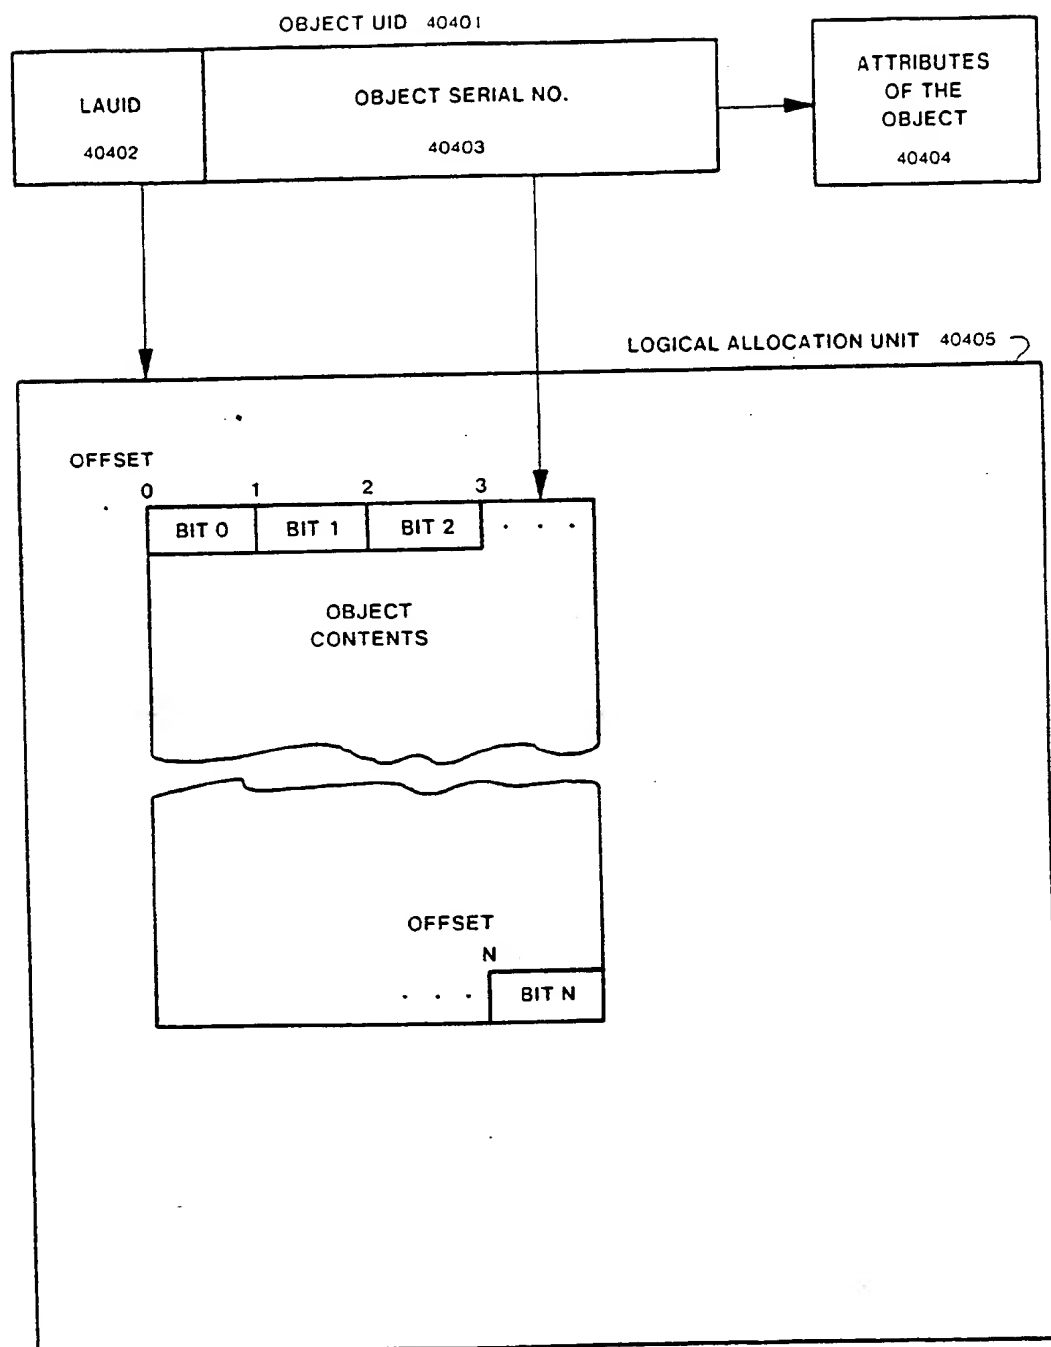 OBJECT UID 40401
LAUID
40402
OBJECT SERIAL NO.
40403
ATTRIBUTES
OF THE
OBJECT
40404
LOGICAL ALLOCATION UNIT 40405
OFFSET
0 1 2 3
BIT 0 BIT 1 BIT 2 . . .
OBJECT
CONTENTS
OFFSET
N
. . . BIT N